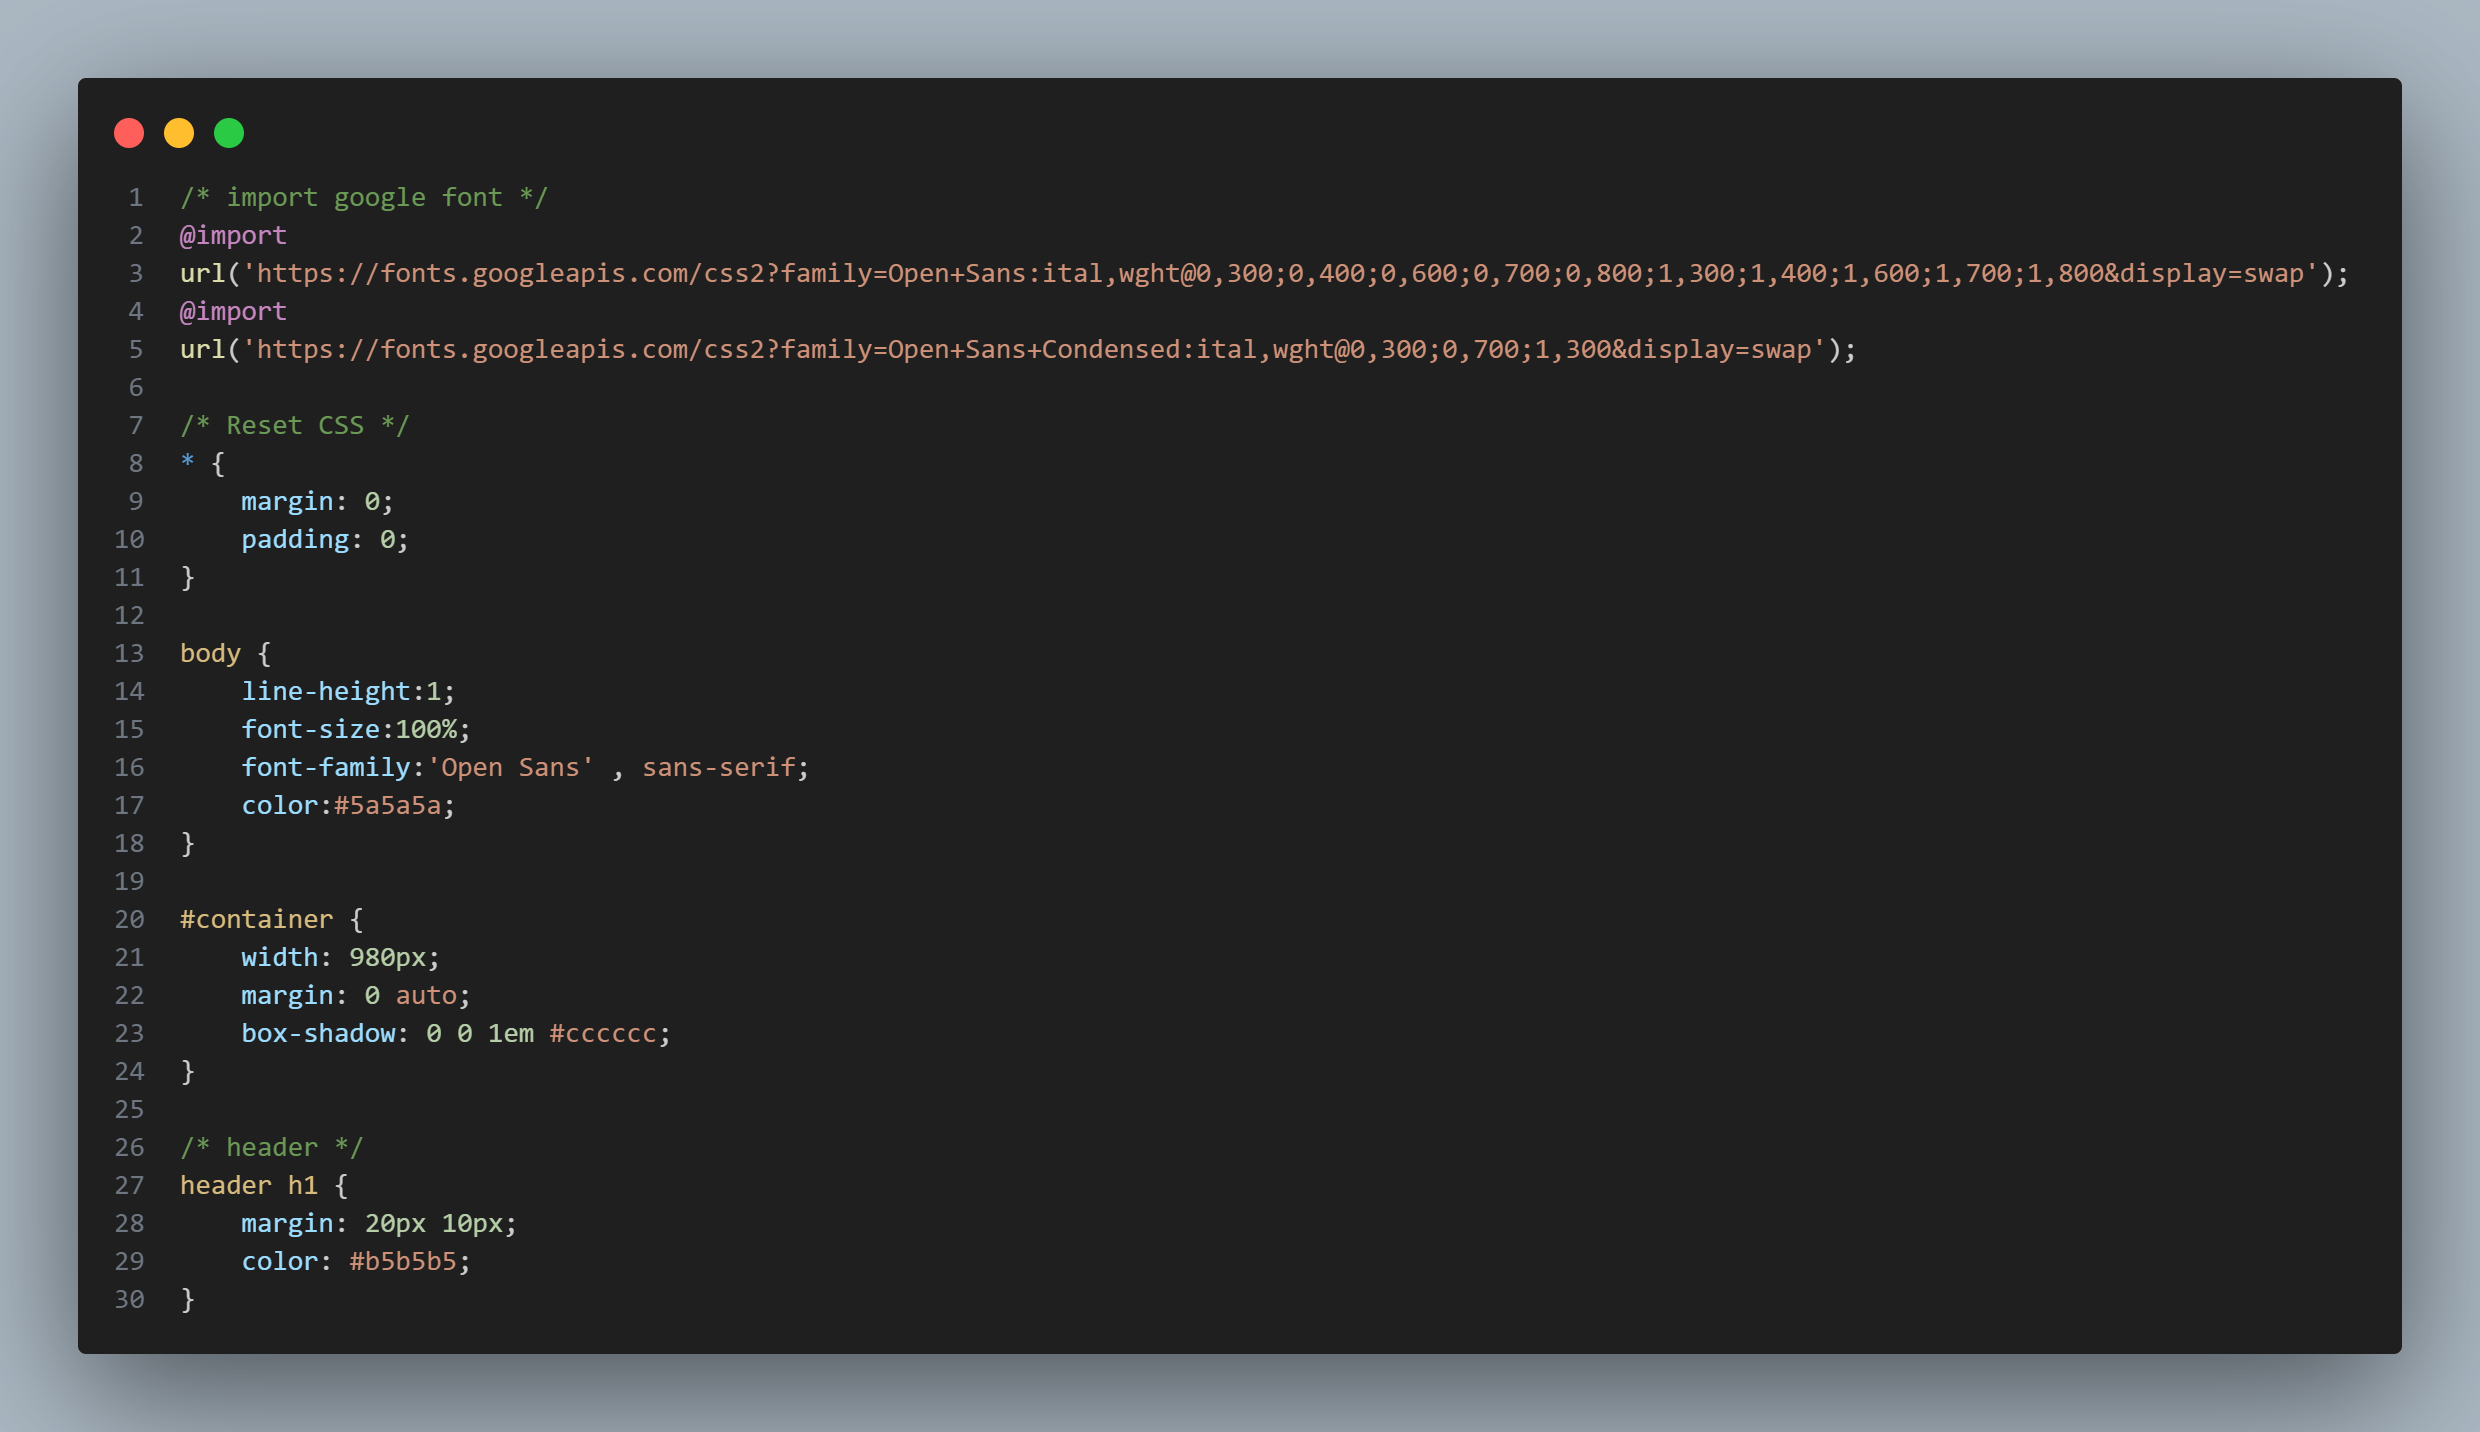 1 /* import google font */
2 @import
3 url('https://fonts.googleapis.com/css2?family=Open+Sans:ital,wght@0,300;0,400;0,600;0,700;0,800;1,300;1,400;1,600;1,700;1,800&display=swap');
4 @import
5 url('https://fonts.googleapis.com/css2?family=Open+Sans+Condensed:ital,wght@0,300;0,700;1,300&display=swap');
6
7 /* Reset CSS */
8 * {
9     margin: 0;
10     padding: 0;
11 }
12
13 body {
14     line-height:1;
15     font-size:100%;
16     font-family:'Open Sans' , sans-serif;
17     color:#5a5a5a;
18 }
19
20 #container {
21     width: 980px;
22     margin: 0 auto;
23     box-shadow: 0 0 1em #cccccc;
24 }
25
26 /* header */
27 header h1 {
28     margin: 20px 10px;
29     color: #b5b5b5;
30 }